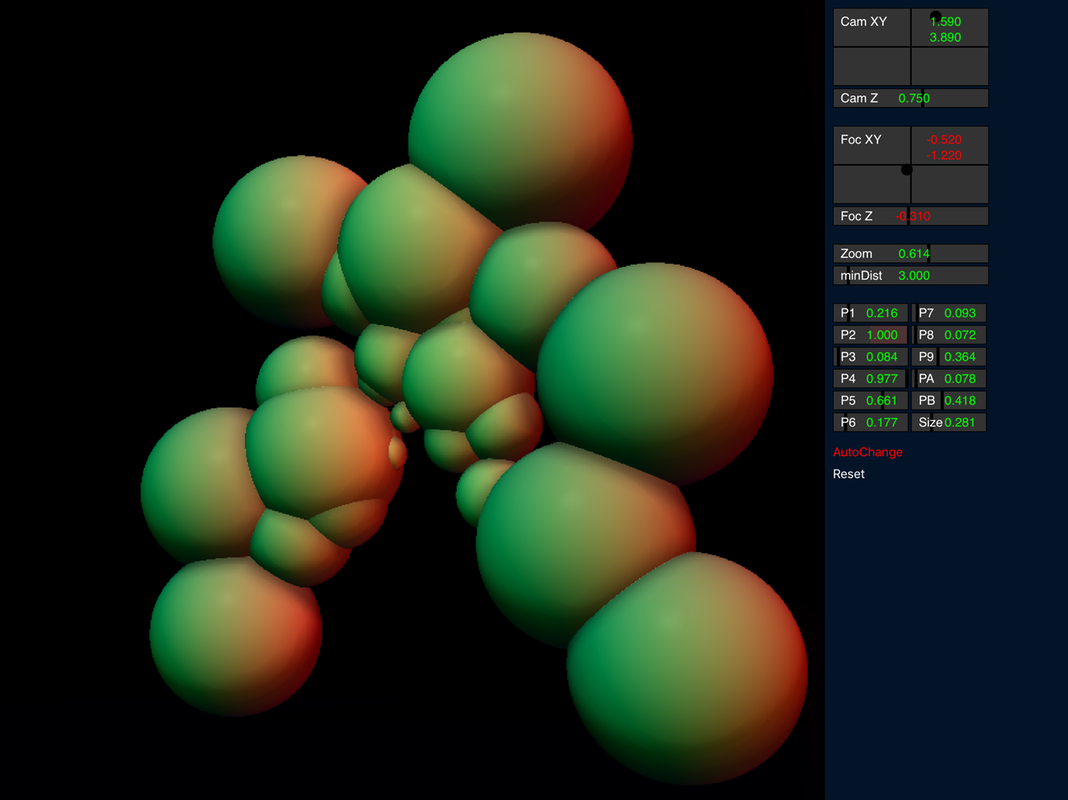 Cam XY 1.590
3.890
Cam Z 0.750
Foc XY -0.520
-1.220
Foc Z -0.310
Zoom 0.614
minDist 3.000
P1 0.216 P7 0.093
P2 1.000 P8 0.072
P3 0.084 P9 0.364
P4 0.977 PA 0.078
P5 0.661 PB 0.418
P6 0.177 Size 0.281
AutoChange
Reset